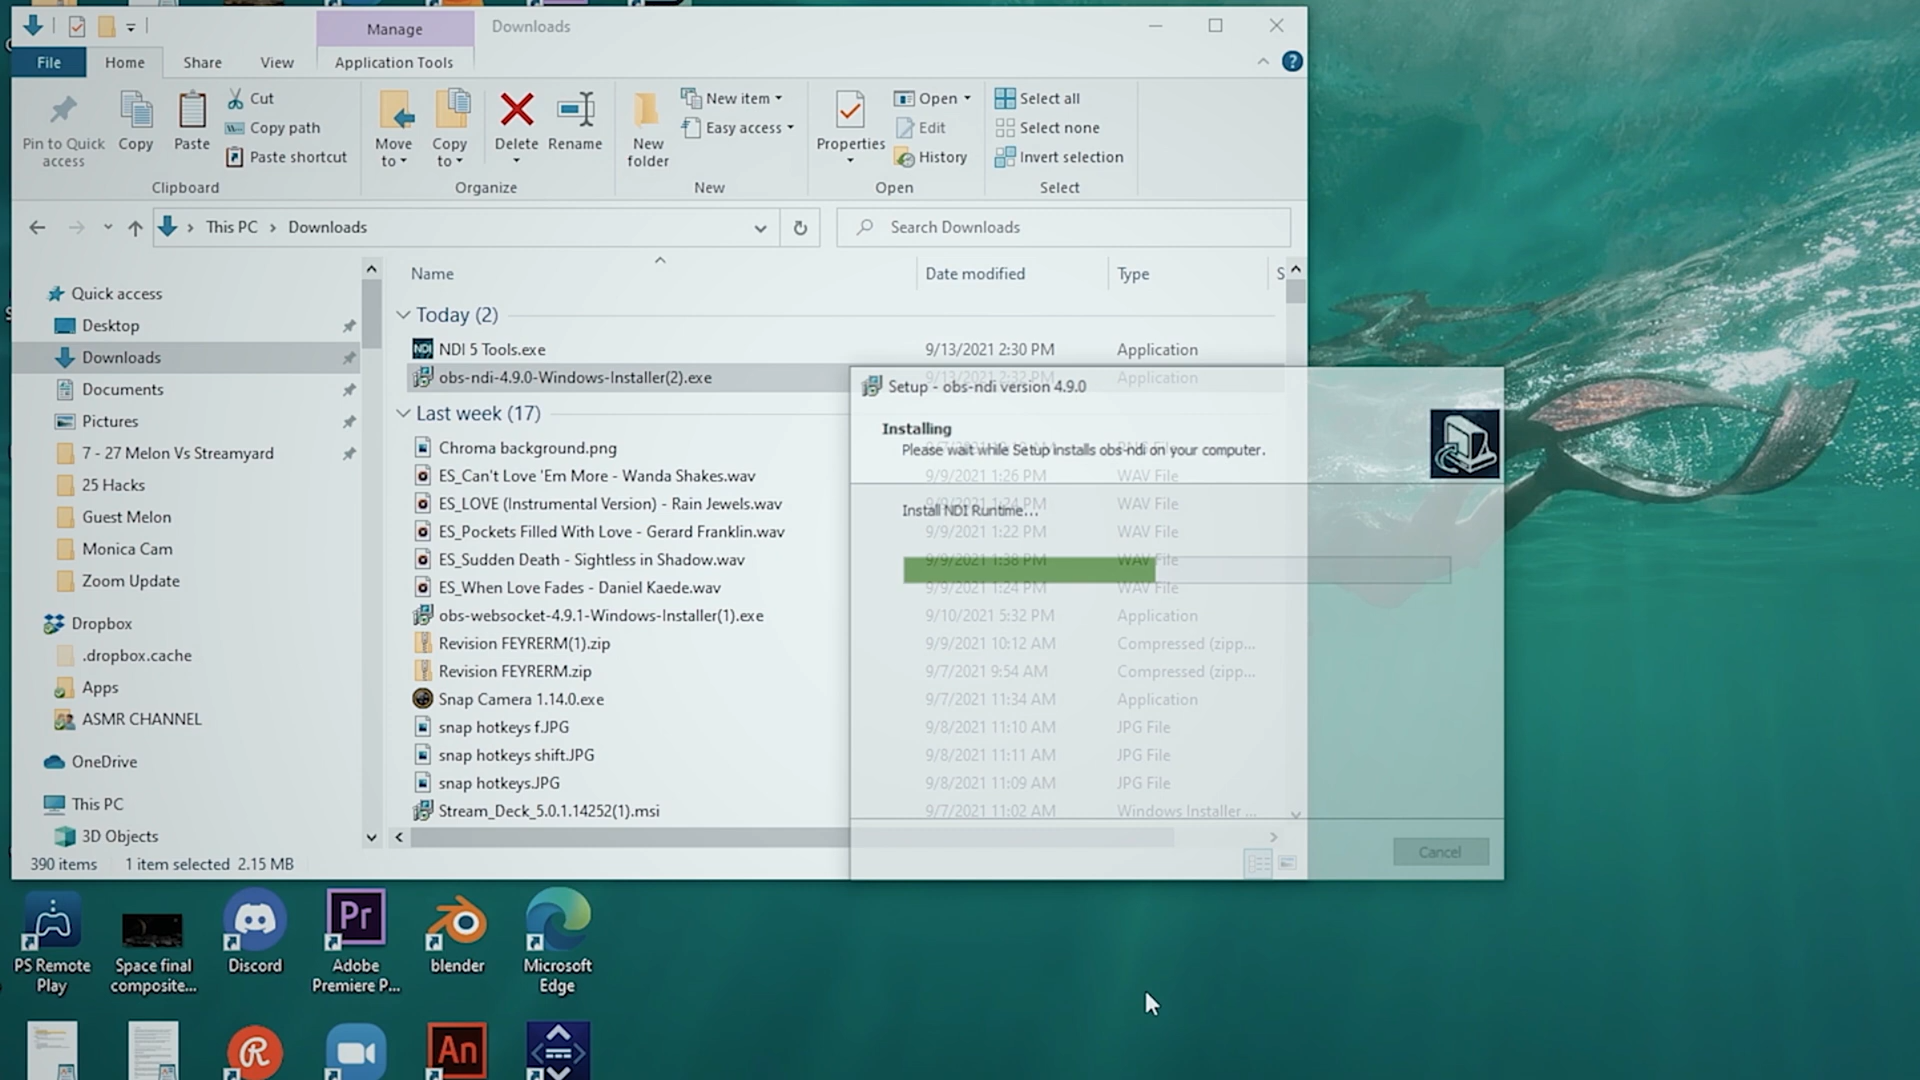 Manage
Downloads
File
Home
Share
View
Application Tools
Pin to Quick access
Copy
Paste
Cut
Copy path
Paste shortcut
Clipboard
Move to
Copy to
Delete
Rename
Organize
New folder
New item
Easy access
New
Properties
Open
Edit
History
Open
Select all
Select none
Invert selection
Select
This PC > Downloads
Search Downloads
Quick access
Desktop
Downloads
Documents
Pictures
7 - 27 Melon Vs Streamyard
25 Hacks
Guest Melon
Monica Cam
Zoom Update
Dropbox
.dropbox.cache
Apps
ASMR CHANNEL
OneDrive
This PC
3D Objects
Name
Date modified
Type
S
Today (2)
NDI 5 Tools.exe 9/13/2021 2:30 PM Application
obs-ndi-4.9.0-Windows-Installer(2).exe 9/13/2021 2:32 PM Application
Last week (17)
Chroma background.png
ES_Can't Love 'Em More - Wanda Shakes.wav 9/9/2021 1:26 PM WAV File
ES_LOVE (Instrumental Version) - Rain Jewels.wav 9/9/2021 1:24 PM WAV File
ES_Pockets Filled With Love - Gerard Franklin.wav 9/9/2021 1:22 PM WAV File
ES_Sudden Death - Sightless in Shadow.wav 9/9/2021 1:38 PM WAV File
ES_When Love Fades - Daniel Kaede.wav 9/9/2021 1:24 PM WAV File
obs-websocket-4.9.1-Windows-Installer(1).exe 9/10/2021 5:32 PM Application
Revision FEYRERM(1).zip 9/9/2021 10:12 AM Compressed (zipp...
Revision FEYRERM.zip 9/7/2021 9:54 AM Compressed (zipp...
Snap Camera 1.14.0.exe 9/7/2021 11:34 AM Application
snap hotkeys f.JPG 9/8/2021 11:10 AM JPG File
snap hotkeys shift.JPG 9/8/2021 11:11 AM JPG File
snap hotkeys.JPG 9/8/2021 11:09 AM JPG File
Stream_Deck_5.0.1.14252(1).msi 9/7/2021 11:02 AM Windows Installer ...
390 items
1 item selected 2.15 MB
Setup - obs-ndi version 4.9.0
Installing
Please wait while Setup installs obs-ndi on your computer.
Install NDI Runtime...
Cancel
PS Remote Play
Space final composite...
Discord
Pr
Adobe Premiere P...
blender
Microsoft Edge
An